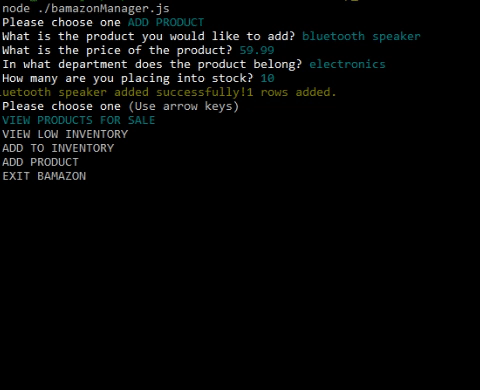 node ./bamazonManager.js
Please choose one ADD PRODUCT
What is the product you would like to add? bluetooth speaker
What is the price of the product? 59.99
In what department does the product belong? electronics
How many are you placing into stock? 10
uetooth speaker added successfully!1 rows added.
Please choose one (Use arrow keys)
VIEW PRODUCTS FOR SALE
VIEW LOW INVENTORY
ADD TO INVENTORY
ADD PRODUCT
EXIT BAMAZON